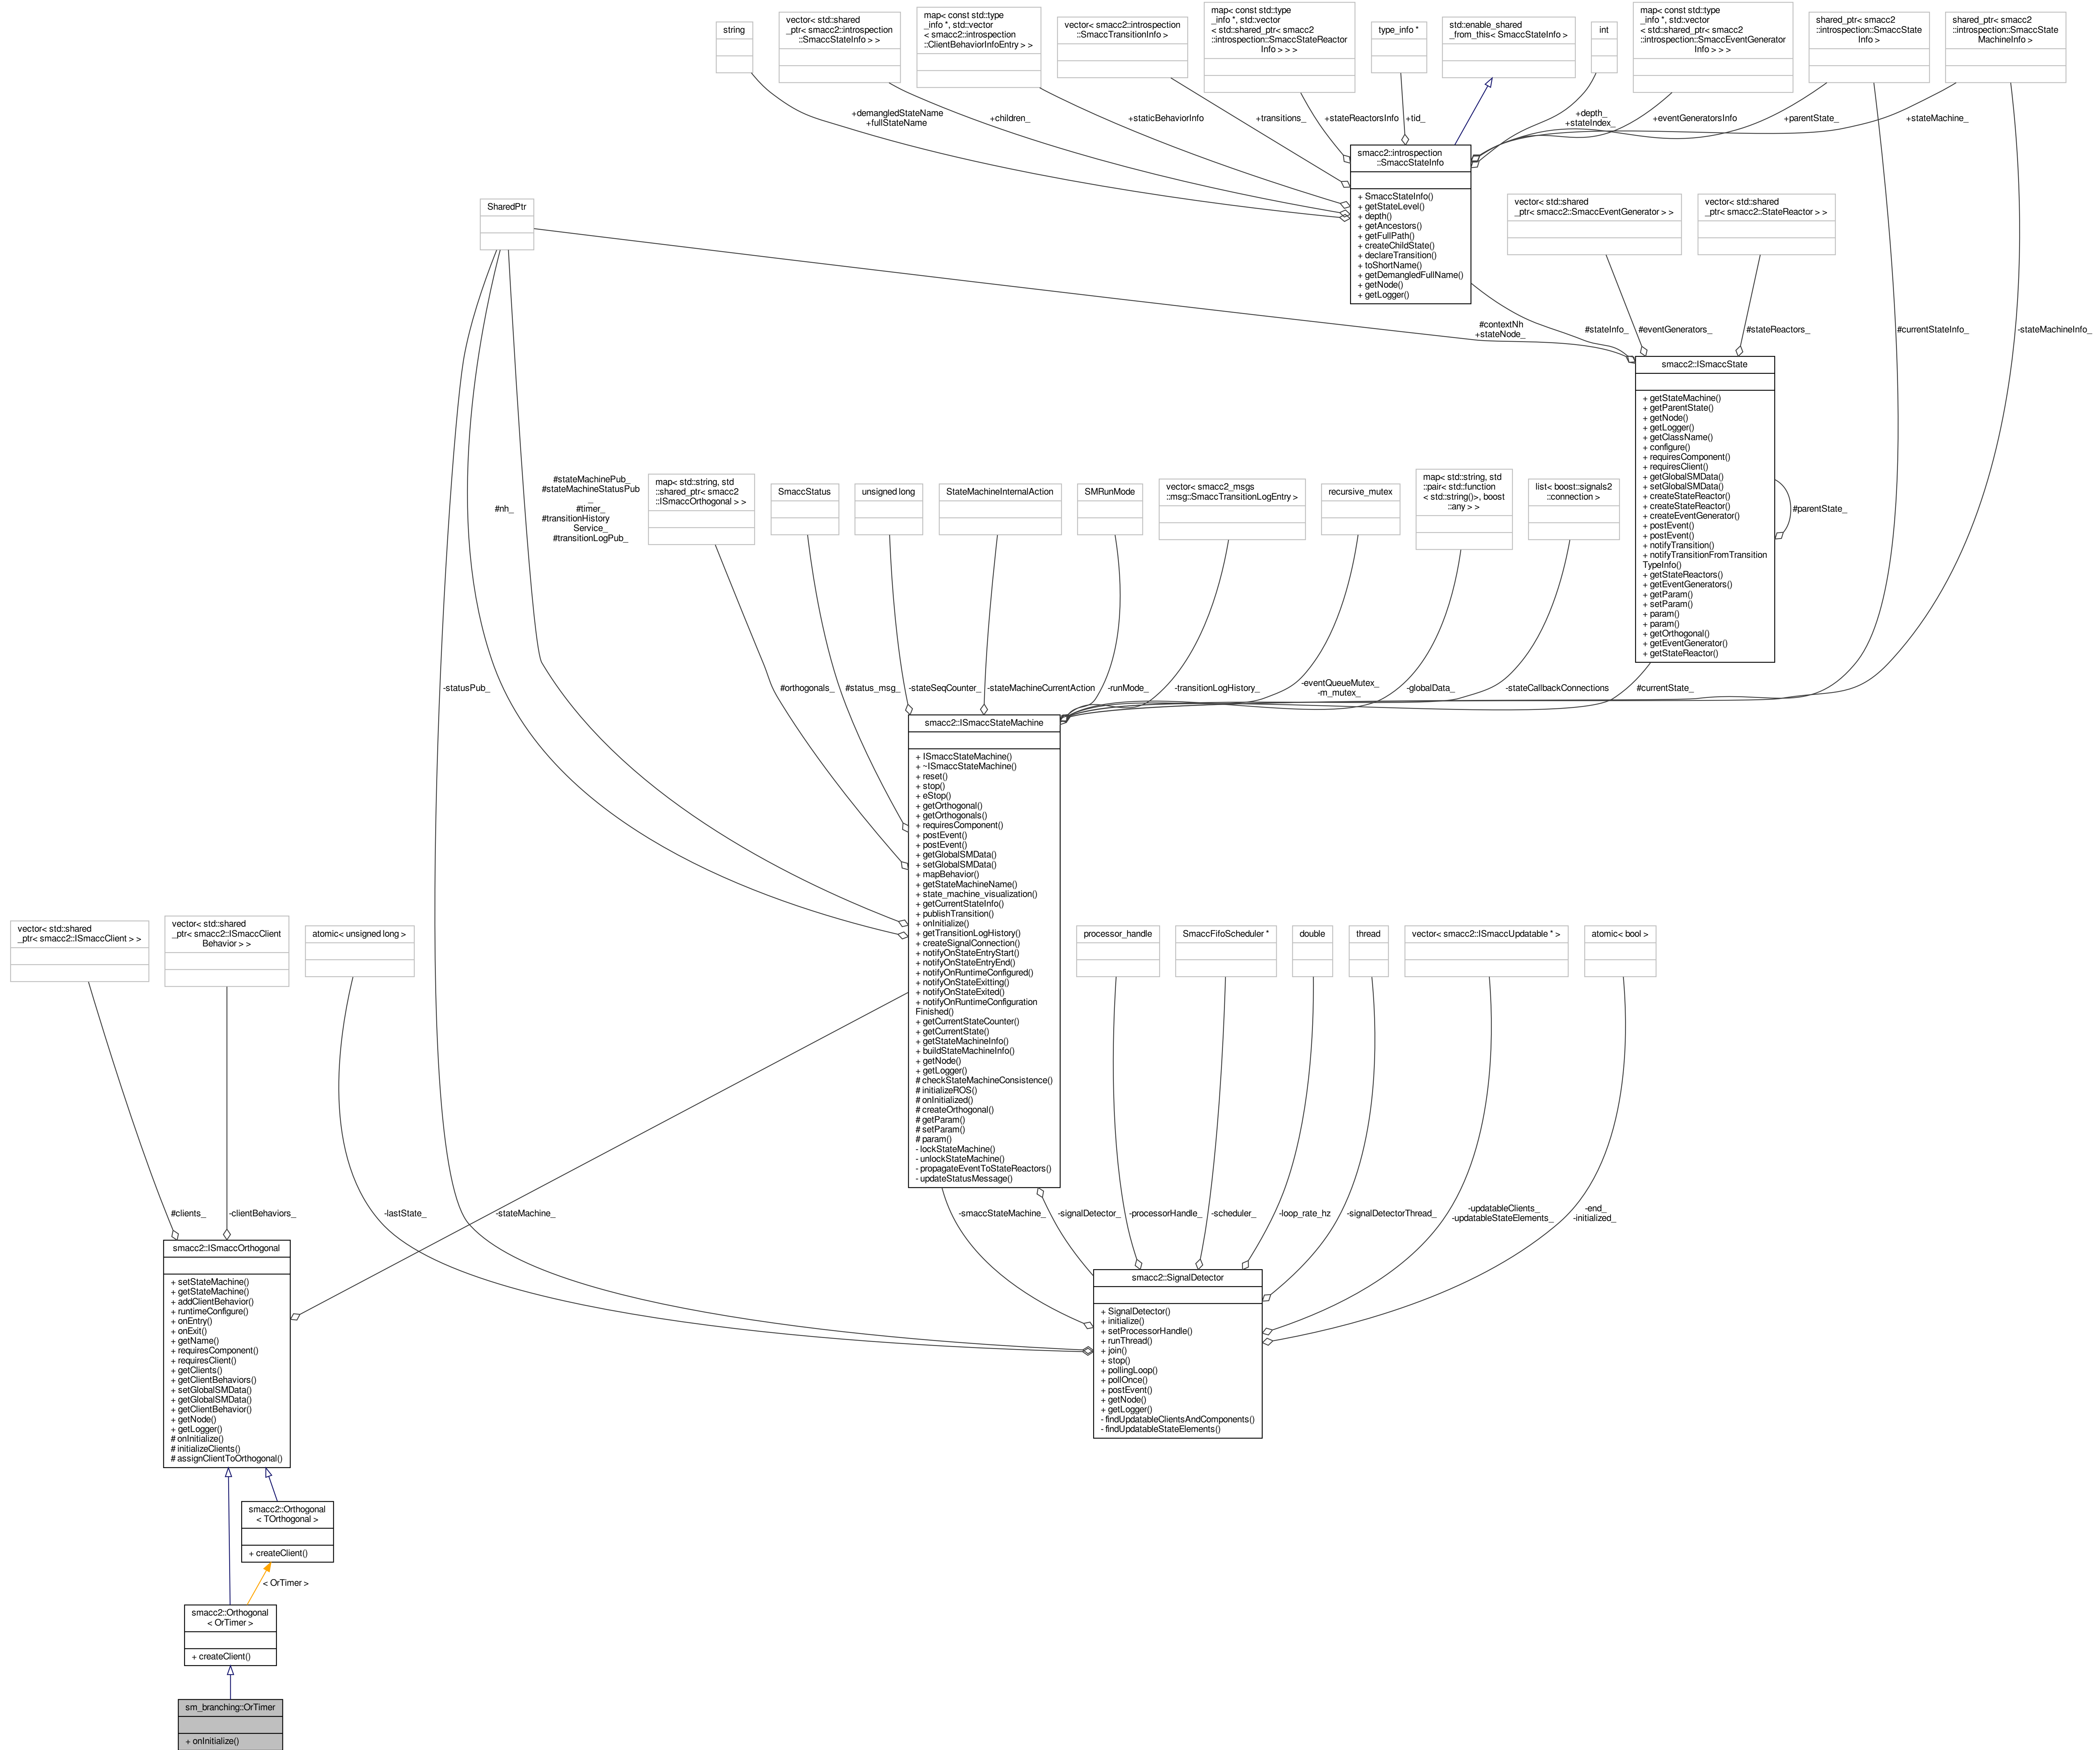 string
vector< std::shared
_ptr< smacc2::introspection
::SmaccStateInfo > >
map< const std::type
_info *, std::vector
< smacc2::introspection
::ClientBehaviorInfoEntry > >
vector< smacc2::introspection
::SmaccTransitionInfo >
map< const std::type
_info *, std::vector
< std::shared_ptr< smacc2
::introspection::SmaccStateReactor
Info > > >
type_info *
std::enable_shared
_from_this< SmaccStateInfo >
int
map< const std::type
_info *, std::vector
< std::shared_ptr< smacc2
::introspection::SmaccEventGenerator
Info > > >
shared_ptr< smacc2
::introspection::SmaccState
Info >
shared_ptr< smacc2
::introspection::SmaccState
MachineInfo >
+demangledStateName
+fullStateName
+children_
+staticBehaviorInfo
+transitions_
+stateReactorsInfo
+tid_
+depth_
+stateIndex_
+eventGeneratorsInfo
+parentState_
+stateMachine_
smacc2::introspection
::SmaccStateInfo
+ SmaccStateInfo()
+ getStateLevel()
+ depth()
+ getAncestors()
+ getFullPath()
+ createChildState()
+ declareTransition()
+ toShortName()
+ getDemangledFullName()
+ getNode()
+ getLogger()
SharedPtr
vector< std::shared
_ptr< smacc2::SmaccEventGenerator > >
vector< std::shared
_ptr< smacc2::StateReactor > >
#contextNh
+stateNode_
#stateInfo_
#eventGenerators_
#stateReactors_
#currentStateInfo_
-stateMachineInfo_
smacc2::ISmaccState
+ getStateMachine()
+ getParentState()
+ getNode()
+ getLogger()
+ getClassName()
+ configure()
+ requiresComponent()
+ requiresClient()
+ getGlobalSMData()
+ setGlobalSMData()
+ createStateReactor()
+ createStateReactor()
+ createEventGenerator()
+ postEvent()
+ postEvent()
+ notifyTransition()
+ notifyTransitionFromTransition
TypeInfo()
+ getStateReactors()
+ getEventGenerators()
+ getParam()
+ setParam()
+ param()
+ param()
+ getOrthogonal()
+ getEventGenerator()
+ getStateReactor()
#parentState_
#nh_
#stateMachinePub_
#stateMachineStatusPub
_
#timer_
#transitionHistory
Service_
#transitionLogPub_
map< std::string, std
::shared_ptr< smacc2
::ISmaccOrthogonal > >
SmaccStatus
unsigned long
StateMachineInternalAction
SMRunMode
vector< smacc2_msgs
::msg::SmaccTransitionLogEntry >
recursive_mutex
map< std::string, std
::pair< std::function
< std::string()>, boost
::any > >
list< boost::signals2
::connection >
-statusPub_
#orthogonals_
#status_msg_
-stateSeqCounter_
-stateMachineCurrentAction
-runMode_
-transitionLogHistory_
-eventQueueMutex_
-m_mutex_
-globalData_
-stateCallbackConnections
#currentState_
smacc2::ISmaccStateMachine
+ ISmaccStateMachine()
+ ~ISmaccStateMachine()
+ reset()
+ stop()
+ eStop()
+ getOrthogonal()
+ getOrthogonals()
+ requiresComponent()
+ postEvent()
+ postEvent()
+ getGlobalSMData()
+ setGlobalSMData()
+ mapBehavior()
+ getStateMachineName()
+ state_machine_visualization()
+ getCurrentStateInfo()
+ publishTransition()
+ onInitialize()
+ getTransitionLogHistory()
+ createSignalConnection()
+ notifyOnStateEntryStart()
+ notifyOnStateEntryEnd()
+ notifyOnRuntimeConfigured()
+ notifyOnStateExitting()
+ notifyOnStateExited()
+ notifyOnRuntimeConfiguration
Finished()
+ getCurrentStateCounter()
+ getCurrentState()
+ getStateMachineInfo()
+ buildStateMachineInfo()
+ getNode()
+ getLogger()
# checkStateMachineConsistence()
# initializeROS()
# onInitialized()
# createOrthogonal()
# getParam()
# setParam()
# param()
- lockStateMachine()
- unlockStateMachine()
- propagateEventToStateReactors()
- updateStatusMessage()
vector< std::shared
_ptr< smacc2::ISmaccClient > >
vector< std::shared
_ptr< smacc2::ISmaccClient
Behavior > >
atomic< unsigned long >
processor_handle
SmaccFifoScheduler *
double
thread
vector< smacc2::ISmaccUpdatable * >
atomic< bool >
#clients_
-clientBehaviors_
-lastState_
-stateMachine_
-smaccStateMachine_
-signalDetector_
-processorHandle_
-scheduler_
-loop_rate_hz
-signalDetectorThread_
-updatableClients_
-updatableStateElements_
-end_
-initialized_
smacc2::ISmaccOrthogonal
+ setStateMachine()
+ getStateMachine()
+ addClientBehavior()
+ runtimeConfigure()
+ onEntry()
+ onExit()
+ getName()
+ requiresComponent()
+ requiresClient()
+ getClients()
+ getClientBehaviors()
+ setGlobalSMData()
+ getGlobalSMData()
+ getClientBehavior()
+ getNode()
+ getLogger()
# onInitialize()
# initializeClients()
# assignClientToOrthogonal()
smacc2::SignalDetector
+ SignalDetector()
+ initialize()
+ setProcessorHandle()
+ runThread()
+ join()
+ stop()
+ pollingLoop()
+ pollOnce()
+ postEvent()
+ getNode()
+ getLogger()
- findUpdatableClientsAndComponents()
- findUpdatableStateElements()
smacc2::Orthogonal
< TOrthogonal >
+ createClient()
< OrTimer >
smacc2::Orthogonal
< OrTimer >
+ createClient()
sm_branching::OrTimer
+ onInitialize()